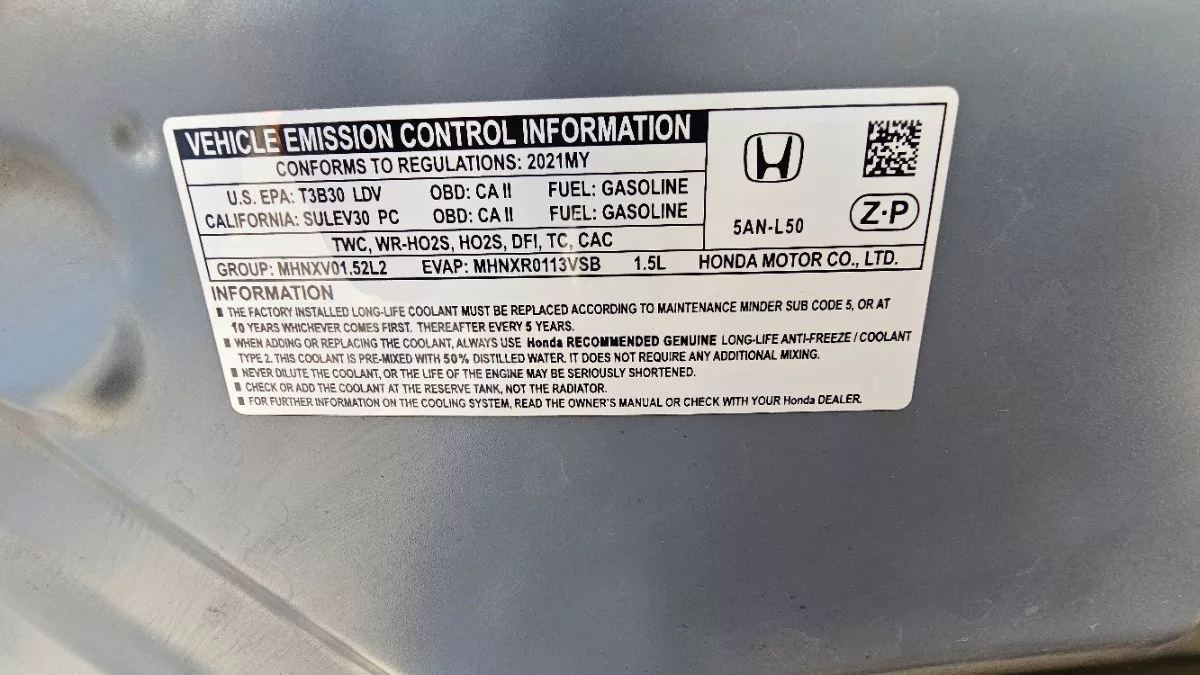 VEHICLE EMISSION CONTROL INFORMATION
CONFORMS TO REGULATIONS: 2021MY
U.S. EPA: T3B30 LDV OBD: CA II FUEL: GASOLINE
CALIFORNIA: SULEV30 PC OBD: CA II FUEL: GASOLINE
TWC, WR-HO2S, HO2S, DFI, TC, CAC
Z·P
5AN-L50
GROUP: MHNXV01.52L2 EVAP: MHNXR0113VSB 1.5L HONDA MOTOR CO., LTD.
INFORMATION
■ THE FACTORY INSTALLED LONG-LIFE COOLANT MUST BE REPLACED ACCORDING TO MAINTENANCE MINDER SUB CODE 5, OR AT
10 YEARS WHICHEVER COMES FIRST. THEREAFTER EVERY 5 YEARS.
■ WHEN ADDING OR REPLACING THE COOLANT, ALWAYS USE Honda RECOMMENDED GENUINE LONG-LIFE ANTI-FREEZE / COOLANT
TYPE 2. THIS COOLANT IS PRE-MIXED WITH 50% DISTILLED WATER. IT DOES NOT REQUIRE ANY ADDITIONAL MIXING.
■ NEVER DILUTE THE COOLANT, OR THE LIFE OF THE ENGINE MAY BE SERIOUSLY SHORTENED.
■ CHECK OR ADD THE COOLANT AT THE RESERVE TANK, NOT THE RADIATOR.
■ FOR FURTHER INFORMATION ON THE COOLING SYSTEM, READ THE OWNER'S MANUAL OR CHECK WITH YOUR Honda DEALER.